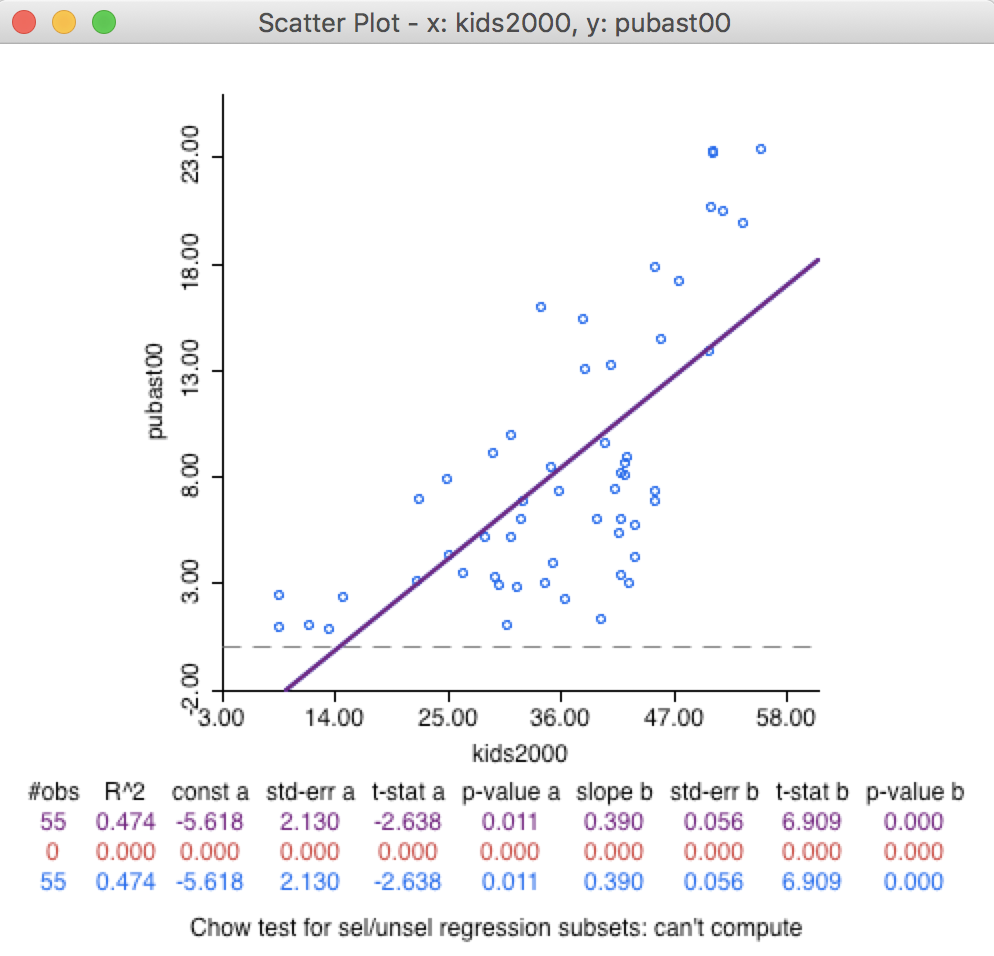 Scatter Plot - x: kids2000, y: pubast00
23.00
18.00
13.00
8.00
3.00
-2.00
pubast00
3.00 14.00 25.00 36.00 47.00 58.00
kids2000
#obs R^2 const a std-err a t-stat a p-value a slope b std-err b t-stat b p-value b
55 0.474 -5.618 2.130 -2.638 0.011 0.390 0.056 6.909 0.000
0 0.000 0.000 0.000 0.000 0.000 0.000 0.000 0.000 0.000
55 0.474 -5.618 2.130 -2.638 0.011 0.390 0.056 6.909 0.000
Chow test for sel/unsel regression subsets: can't compute